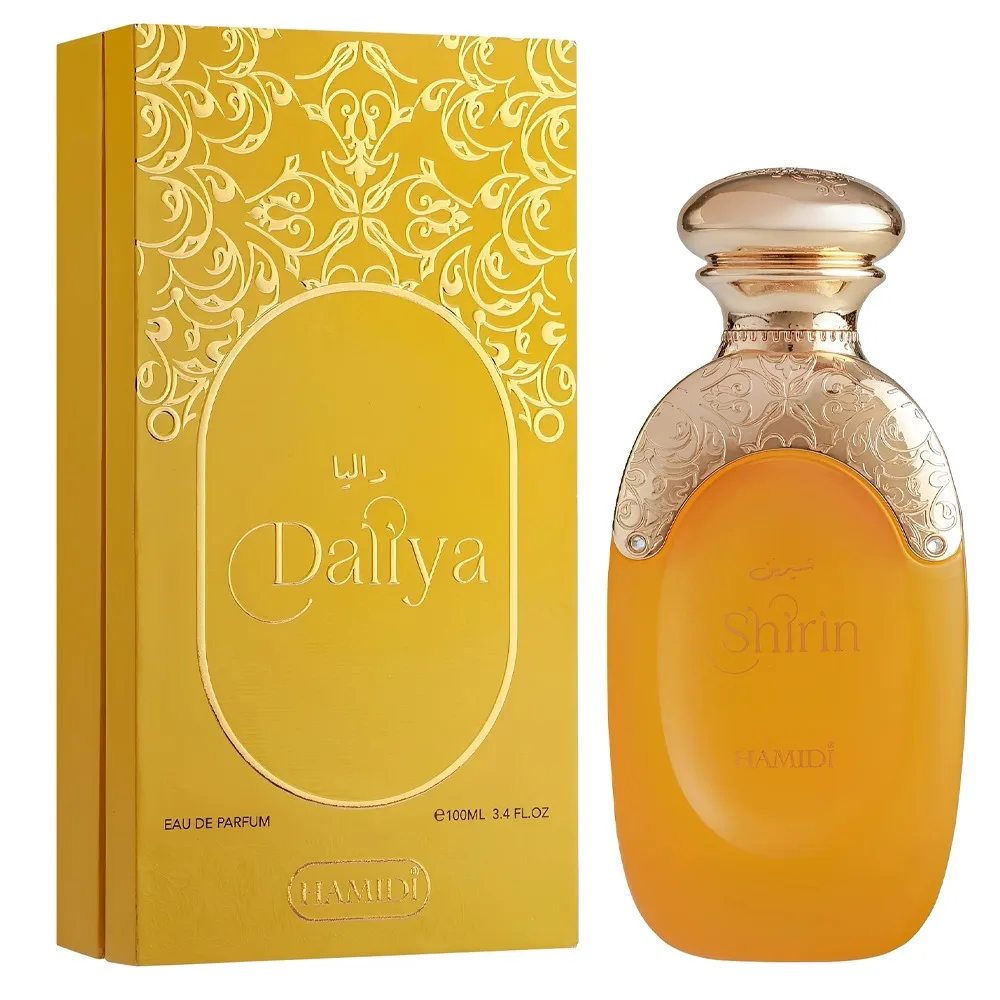 داليا
Daliya
EAU DE PARFUM
℮100ML 3.4 FL.OZ
HAMIDI
شيرين
Shirin
HAMIDI